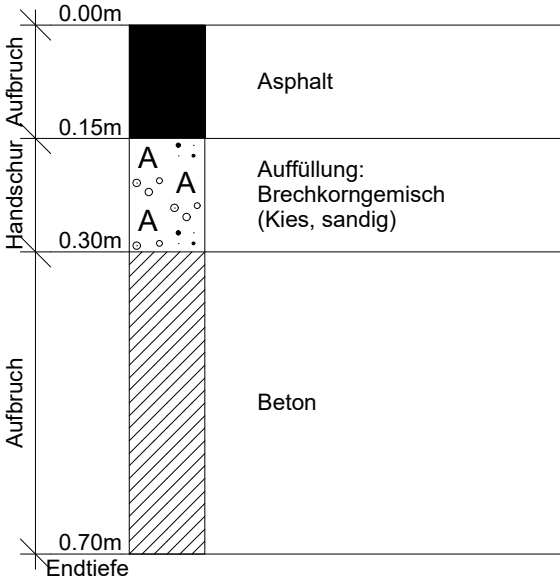 0.00m
Aufbruch
Asphalt
0.15m
Handschur
A
A
A
Auffüllung:
Brechkorngemisch
(Kies, sandig)
0.30m
Aufbruch
Beton
0.70m
Endtiefe